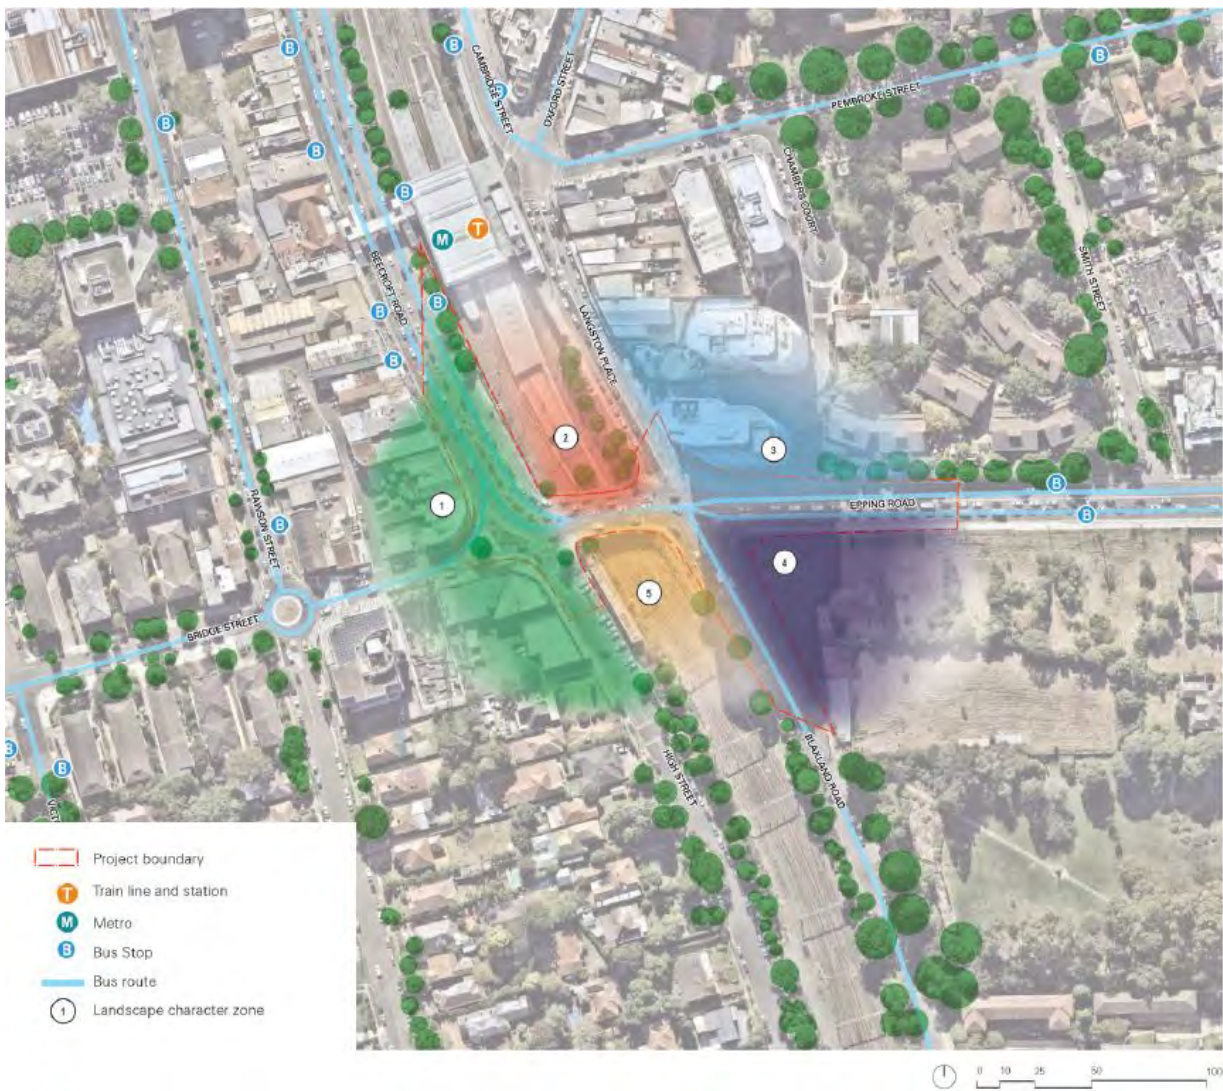 B
B
B
CAMBRIDGE STREET
OXFORD STREET
PEMBROKE STREET
B
B
B
B
CHAMBERS COURT
SMITH STREET
M
T
BEECROFT ROAD
B
B
B
LANGSTON PLACE
2
3
1
B
EPPING ROAD
B
RAWSON STREET
B
4
5
BRIDGE STREET
B
B
BLAXLAND ROAD
HIGH STREET
Project boundary
T Train line and station
M Metro
B Bus Stop
Bus route
1 Landscape character zone
0 10 25 50 100